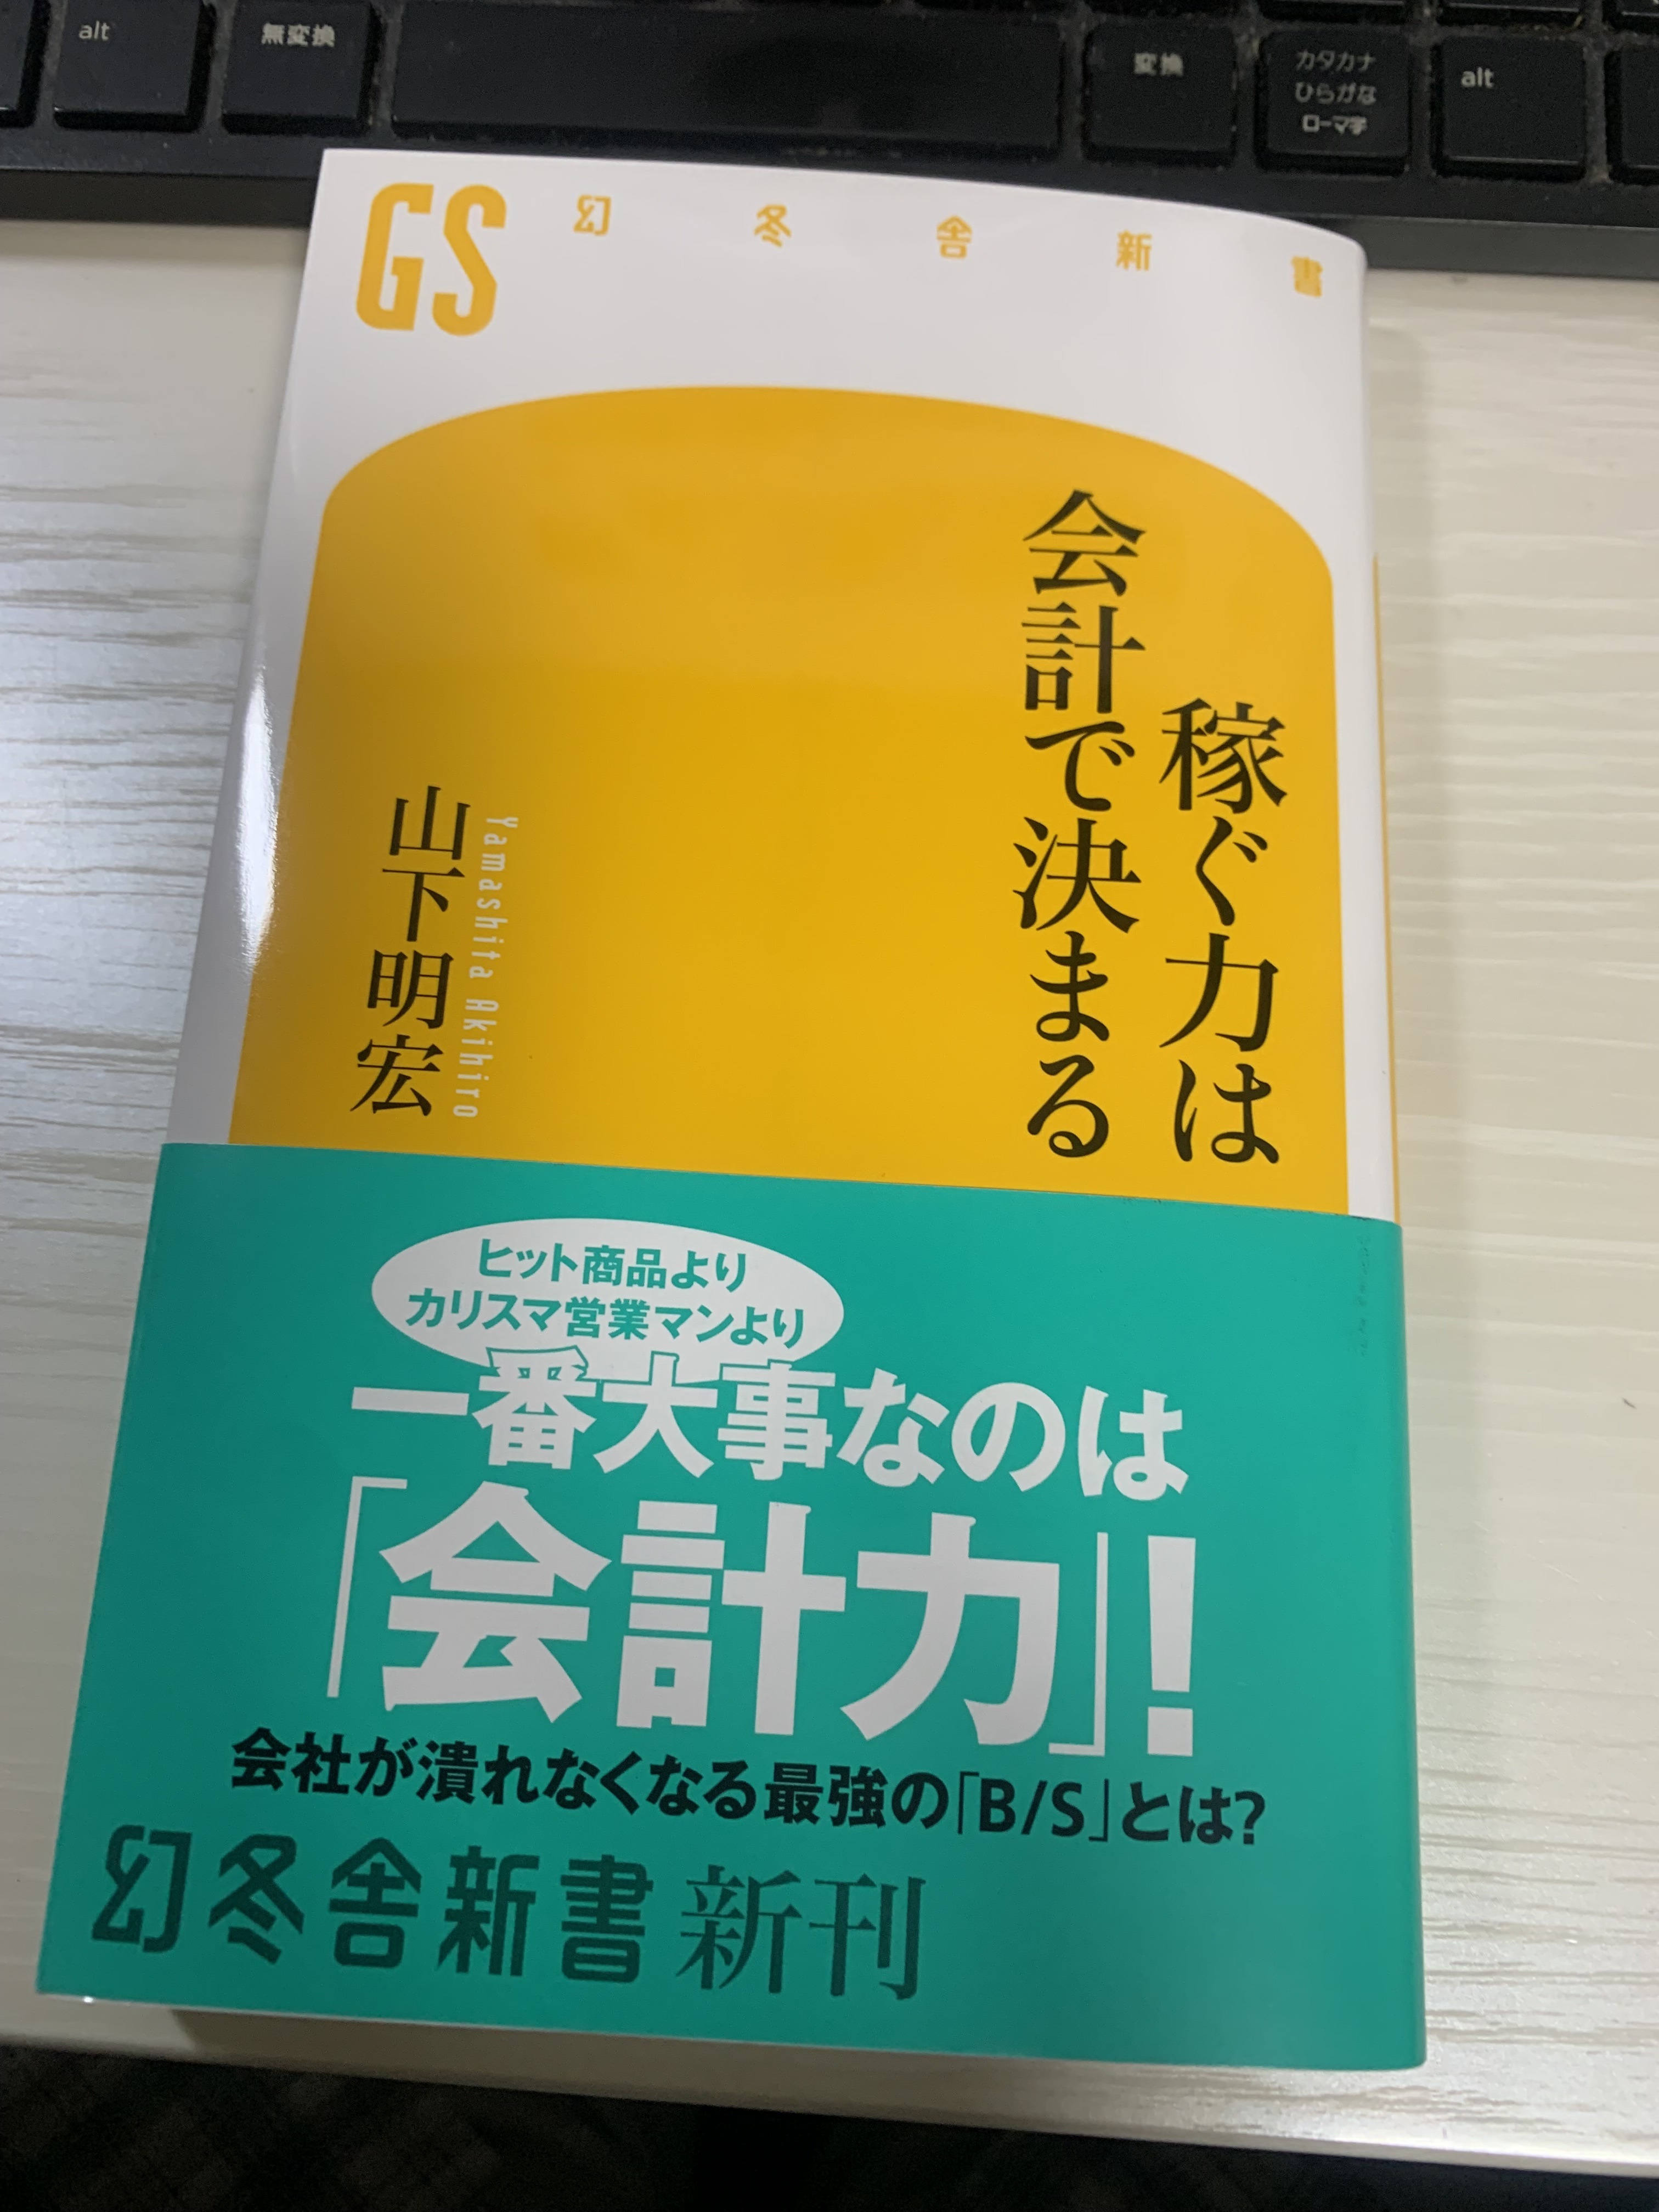 alt
無変換
変換
カタカナ
ひらがな
ローマ字
alt
GS
幻冬舎新書
稼ぐ力は
会計で決まる
Yamashita Akihiro
山下明宏
ヒット商品より
カリスマ営業マンより
一番大事なのは
「会計力」!
会社が潰れなくなる最強の「B/S」とは?
幻冬舎新書 新刊